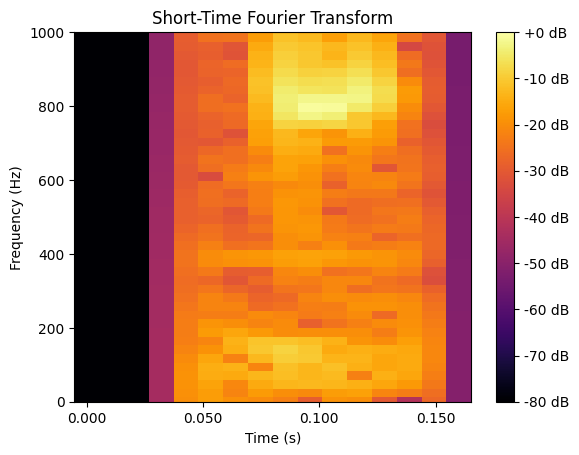 Short-Time Fourier Transform
1000
800
600
400
200
0
Frequency (Hz)
0.000
0.050
0.100
0.150
Time (s)
+0 dB
-10 dB
-20 dB
-30 dB
-40 dB
-50 dB
-60 dB
-70 dB
-80 dB